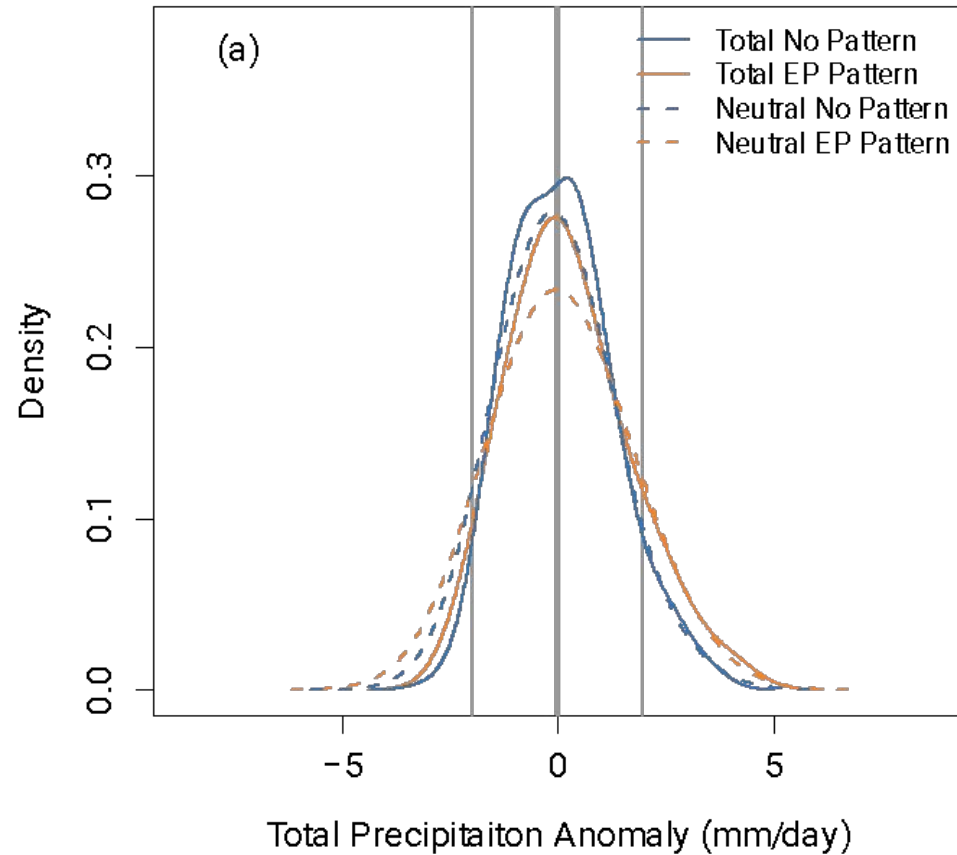 (a)
Total No Pattern
Total EP Pattern
Neutral No Pattern
Neutral EP Pattern
Density
0.3
0.2
0.1
0.0
−5 0 5
Total Precipitaiton Anomaly (mm/day)